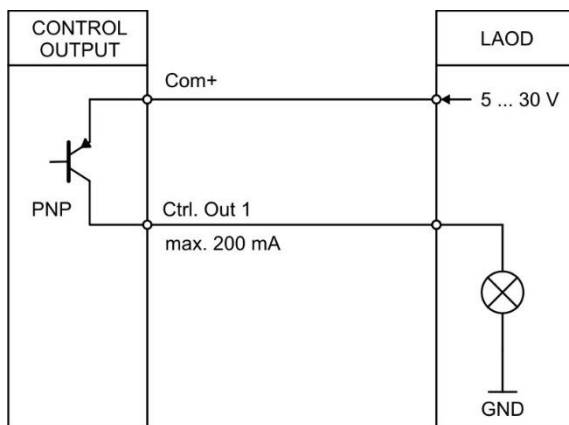 CONTROL
OUTPUT
LAOD
Com+
5 ... 30 V
PNP
Ctrl. Out 1
max. 200 mA
GND